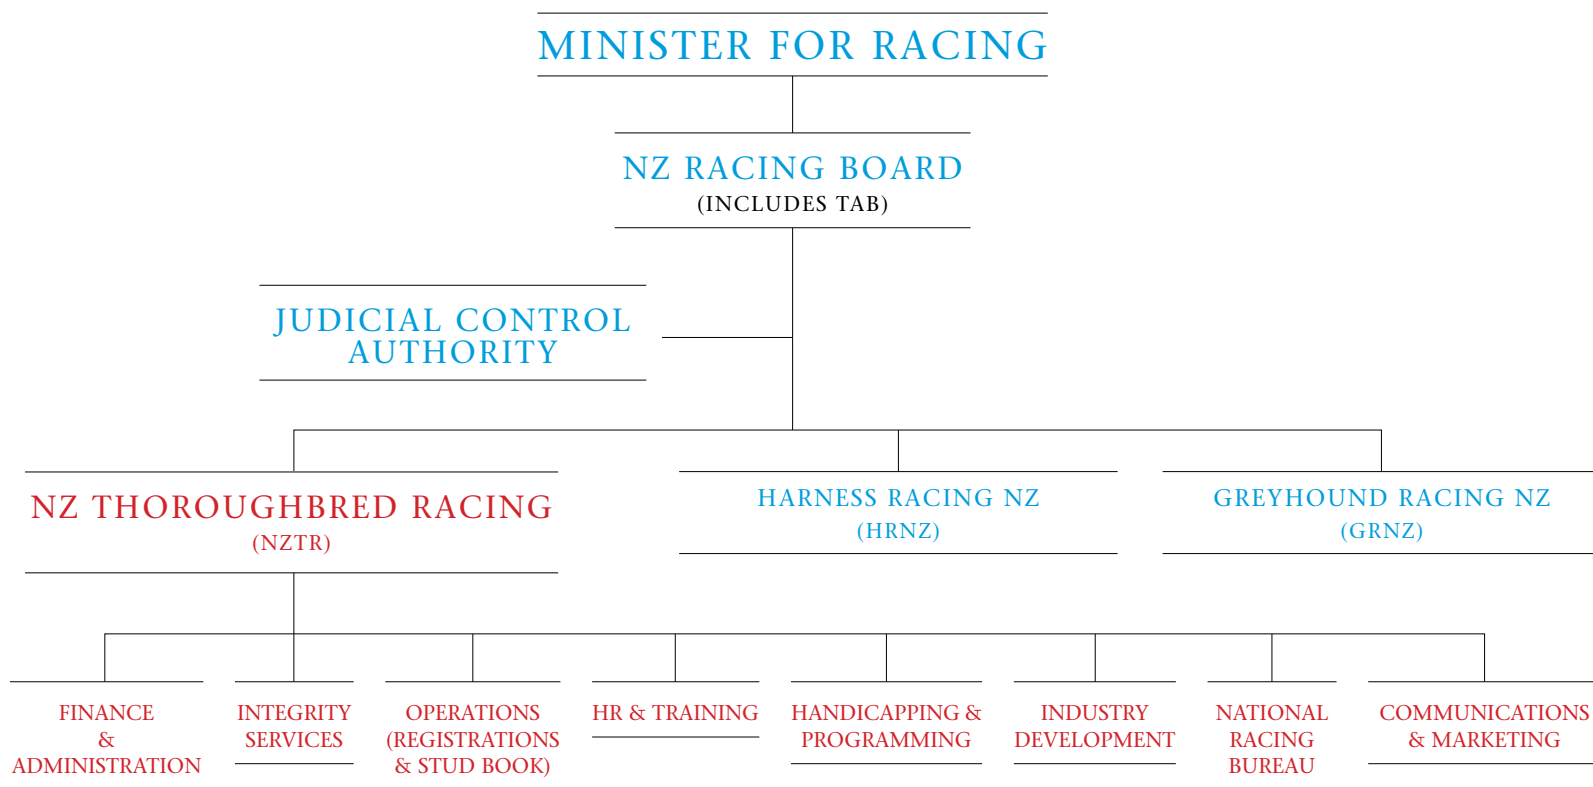 MINISTER FOR RACING
NZ RACING BOARD
(INCLUDES TAB)
JUDICIAL CONTROL
AUTHORITY
NZ THOROUGHBRED RACING
(NZTR)
HARNESS RACING NZ
(HRNZ)
GREYHOUND RACING NZ
(GRNZ)
FINANCE
&
ADMINISTRATION
INTEGRITY
SERVICES
OPERATIONS
(REGISTRATIONS
& STUD BOOK)
HR & TRAINING
HANDICAPPING &
PROGRAMMING
INDUSTRY
DEVELOPMENT
NATIONAL
RACING
BUREAU
COMMUNICATIONS
& MARKETING